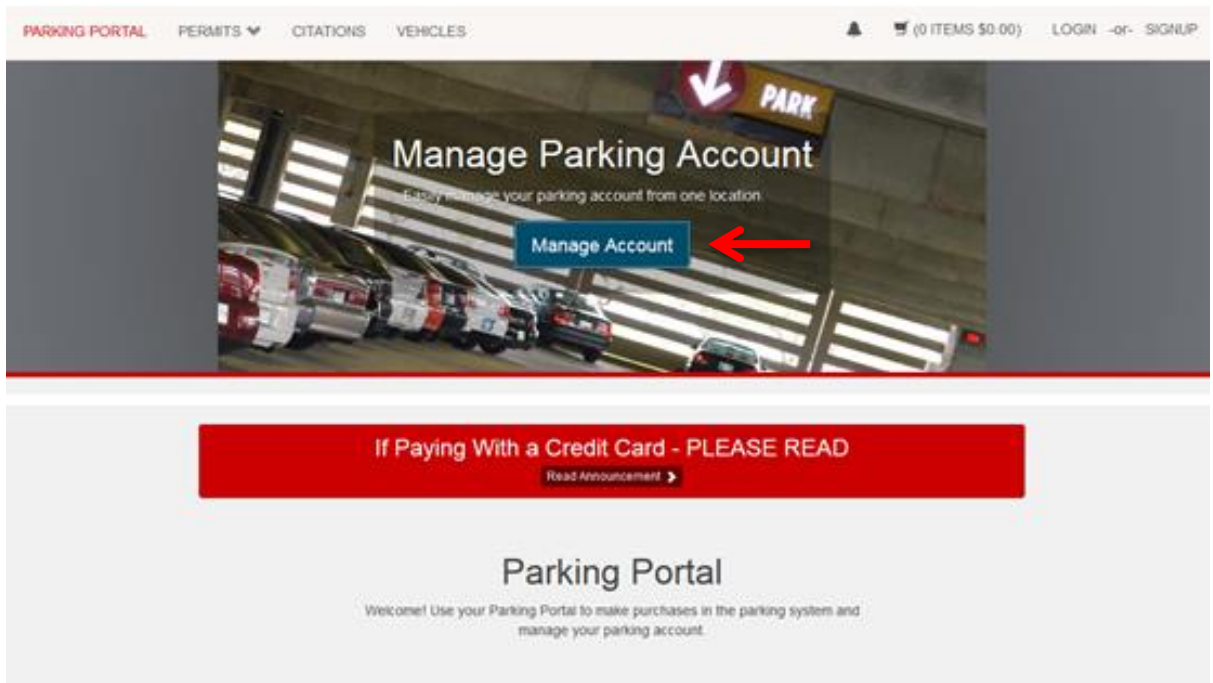 PARKING PORTAL PERMITS CITATIONS VEHICLES (0 ITEMS $0.00) LOGIN -or- SIGNUP
PARK
Manage Parking Account
Easily manage your parking account from one location.
Manage Account
If Paying With a Credit Card - PLEASE READ
Read Announcement
Parking Portal
Welcome! Use your Parking Portal to make purchases in the parking system and
manage your parking account.